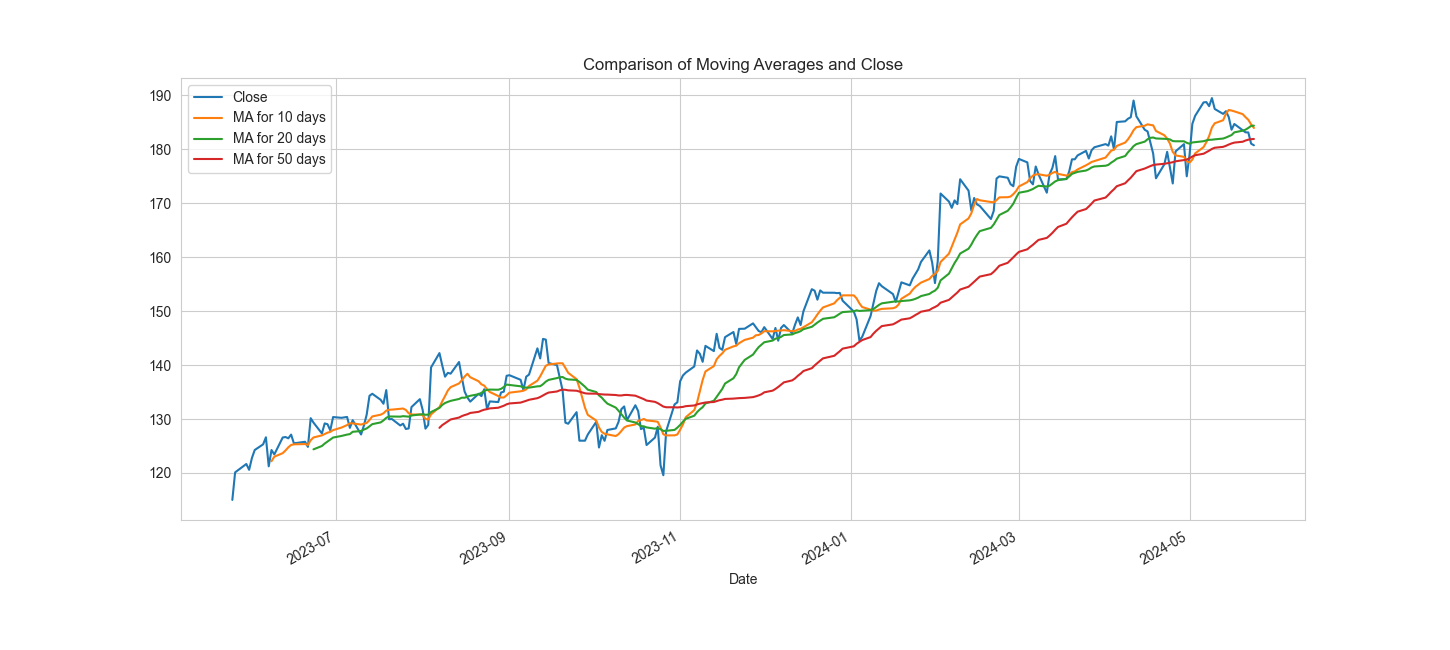 Comparison of Moving Averages and Close
Close
MA for 10 days
MA for 20 days
MA for 50 days
190
180
170
160
150
140
130
120
2023-07
2023-09
2023-11
2024-01
2024-03
2024-05
Date